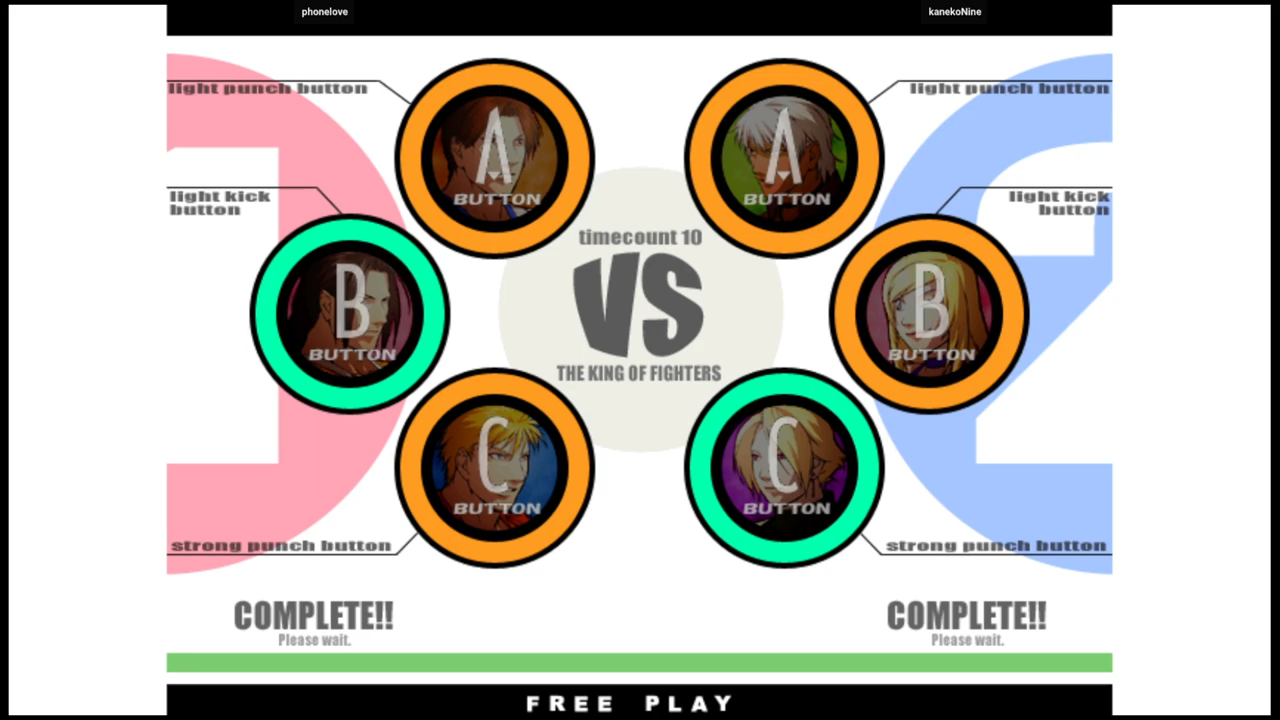 phonelove
kanekoNine
light punch button
light punch button
A
BUTTON
A
BUTTON
light kick
button
light kick
button
timecount 10
VS
THE KING OF FIGHTERS
B
BUTTON
B
BUTTON
C
BUTTON
C
BUTTON
strong punch button
strong punch button
COMPLETE!!
Please wait.
COMPLETE!!
Please wait.
FREE PLAY
1
2